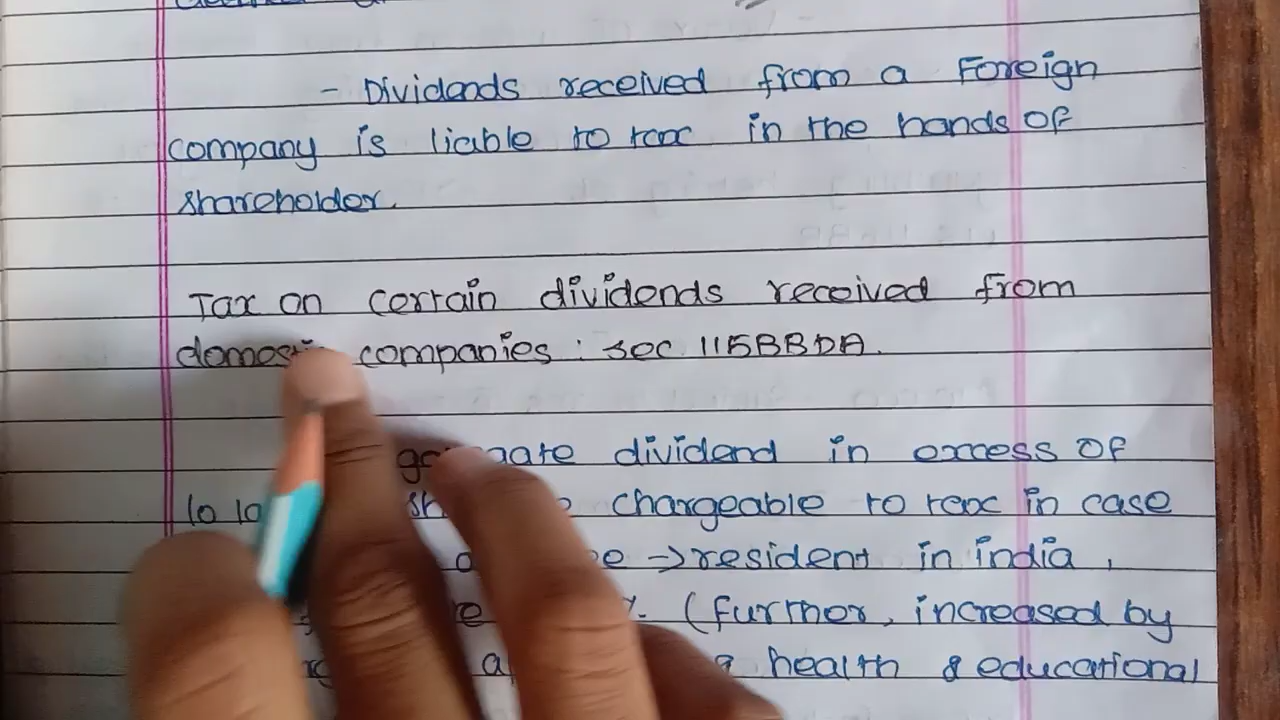 - Dividends received from a Foreign
company is liable to tax in the hands of
shareholder.
Tax on certain dividends received from
companies : sec 115BBDA.
dividend in excess of
chargeable to tax in case
→resident in india,
(further, increased by
health & educational